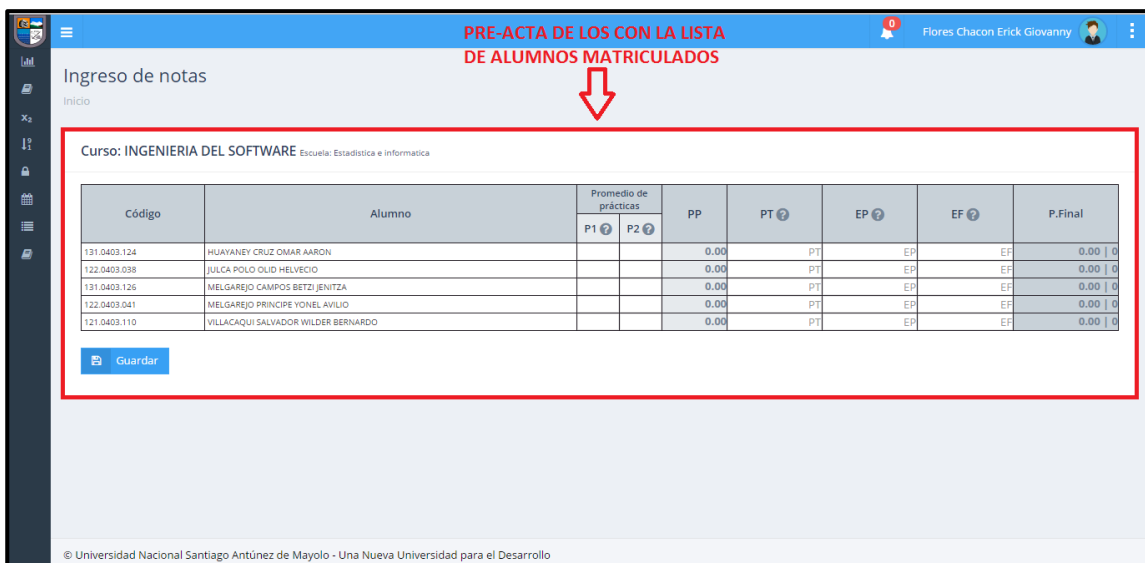 PRE-ACTA DE LOS CON LA LISTA
DE ALUMNOS MATRICULADOS
0
Flores Chacon Erick Giovanny
Ingreso de notas
Inicio
Curso: INGENIERIA DEL SOFTWARE Escuela: Estadistica e informatica
Código Alumno Promedio de prácticas PP PT EP EF P.Final
P1 P2
131.0403.124 HUAYANEY CRUZ OMAR AARON 0.00 PT EP EF 0.00 | 0
122.0403.038 JULCA POLO OLID HELVECIO 0.00 PT EP EF 0.00 | 0
131.0403.126 MELGAREJO CAMPOS BETZI JENITZA 0.00 PT EP EF 0.00 | 0
122.0403.041 MELGAREJO PRINCIPE YONEL AVILIO 0.00 PT EP EF 0.00 | 0
121.0403.110 VILLACAQUI SALVADOR WILDER BERNARDO 0.00 PT EP EF 0.00 | 0
Guardar
© Universidad Nacional Santiago Antúnez de Mayolo - Una Nueva Universidad para el Desarrollo